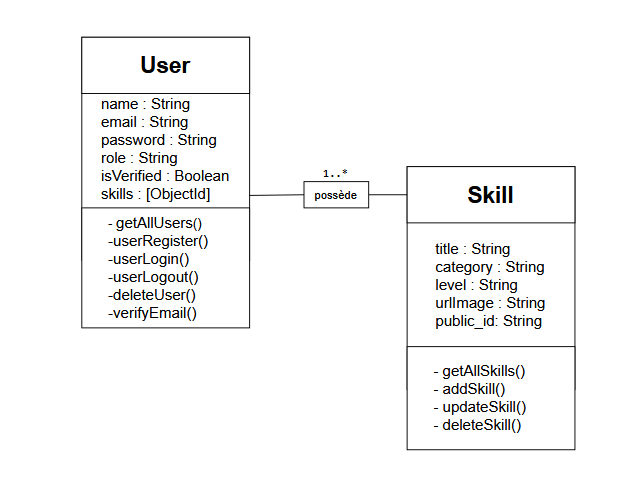 User
name : String
email : String
password : String
role : String
isVerified : Boolean
skills : [ObjectId]
- getAllUsers()
-userRegister()
-userLogin()
-userLogout()
-deleteUser()
-verifyEmail()
1..*
possède
Skill
title : String
category : String
level : String
urlImage : String
public_id: String
- getAllSkills()
- addSkill()
- updateSkill()
- deleteSkill()